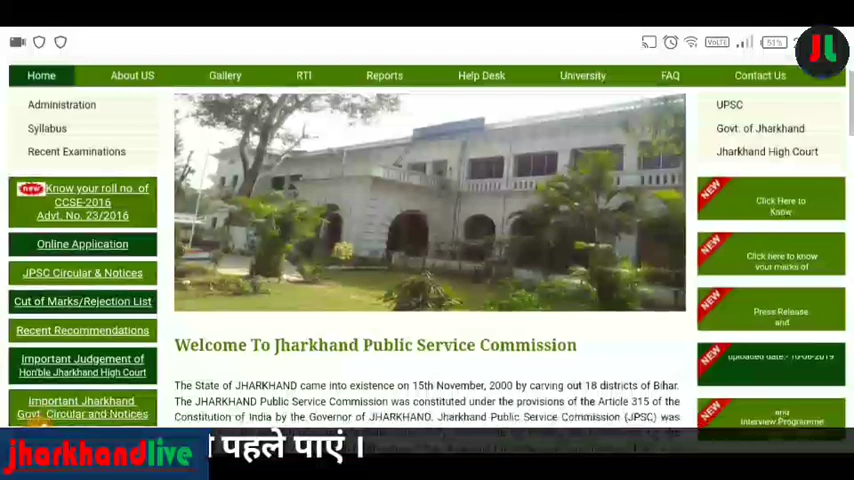 VoLTE
51%
JL
Home
About US
Gallery
RTI
Reports
Help Desk
University
FAQ
Contact Us
Administration
Syllabus
Recent Examinations
new Know your roll no. of
CCSE-2016
Advt. No. 23/2016
Online Application
JPSC Circular & Notices
Cut of Marks/Rejection List
Recent Recommendations
Important Judgement of
Hon'ble Jharkhand High Court
Important Jharkhand
Govt. Circular and Notices
Welcome To Jharkhand Public Service Commission
The State of JHARKHAND came into existence on 15th November, 2000 by carving out 18 districts of Bihar.
The JHARKHAND Public Service Commission was constituted under the provisions of the Article 315 of the
Constitution of India by the Governor of JHARKHAND. Jharkhand Public Service Commission (JPSC) was
UPSC
Govt. of Jharkhand
Jharkhand High Court
NEW
Click Here to
Know
NEW
Click here to know
your marks of
NEW
Press Release
and
NEW
uploaded date:- 10-06-2019
NEW
and
Interview Programme
jharkhandlive
पहले पाएं ।